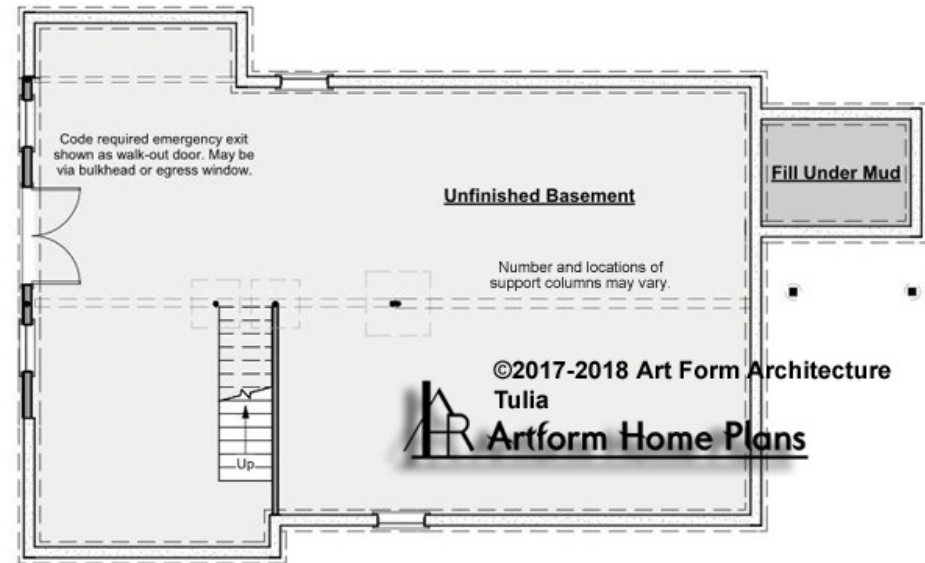 Code required emergency exit
shown as walk-out door. May be
via bulkhead or egress window.
Unfinished Basement
Fill Under Mud
Number and locations of
support columns may vary.
Up
©2017-2018 Art Form Architecture
Tulia
Artform Home Plans